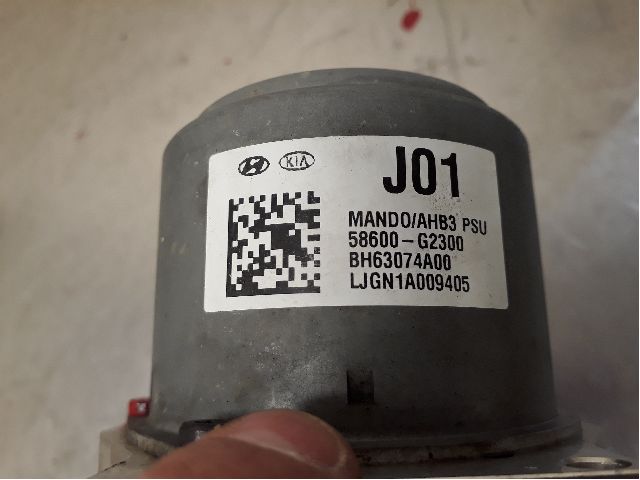 KIA
J01
MANDO/AHB3 PSU
58600-G2300
BH63074A00
LJGN1A009405